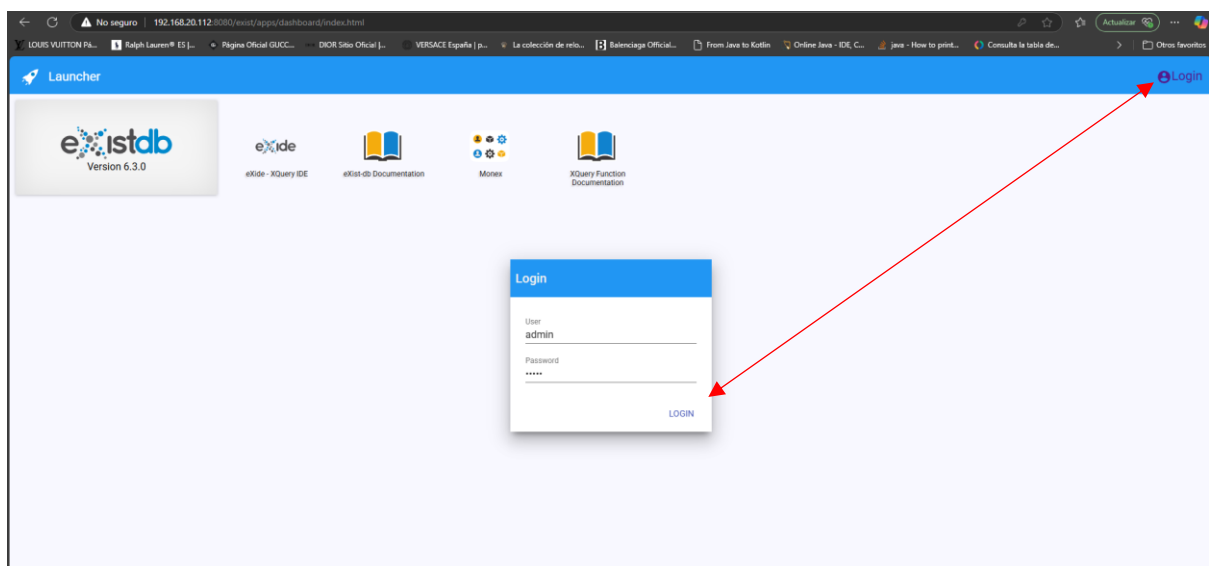 No seguro
192.168.20.112:8080/exist/apps/dashboard/index.html
Actualizar
LOUIS VUITTON Pá...
Ralph Lauren® ES |...
Página Oficial GUCC...
DIOR Sitio Oficial |...
VERSACE España | p...
La colección de relo...
Balenciaga Official...
From Java to Kotlin
Online Java - IDE, C...
java - How to print...
Consulta la tabla de...
Otros favoritos
Launcher
Login
eXistdb
Version 6.3.0
eXide
eXide - XQuery IDE
eXist-db Documentation
Monex
XQuery Function
Documentation
Login
User
admin
Password
•••••
LOGIN